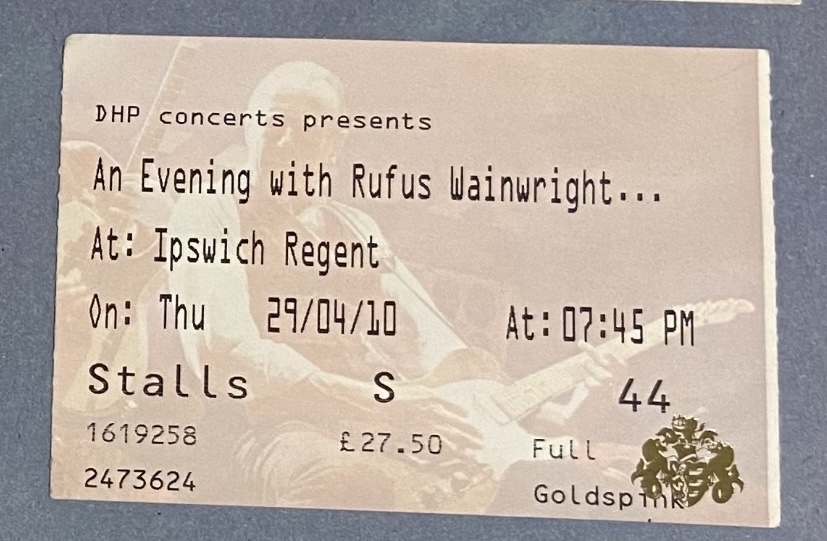 DHP concerts presents
An Evening with Rufus Wainwright...
At: Ipswich Regent
On: Thu 29/04/10 At: 07:45 PM
Stalls S 44
1619258 £27.50 Full
2473624 Goldspink